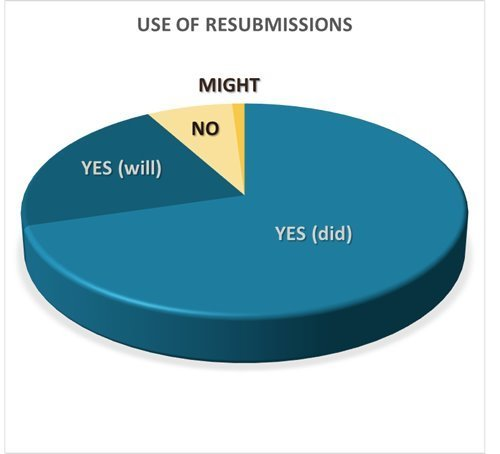 USE OF RESUBMISSIONS
MIGHT
NO
YES (will)
YES (did)